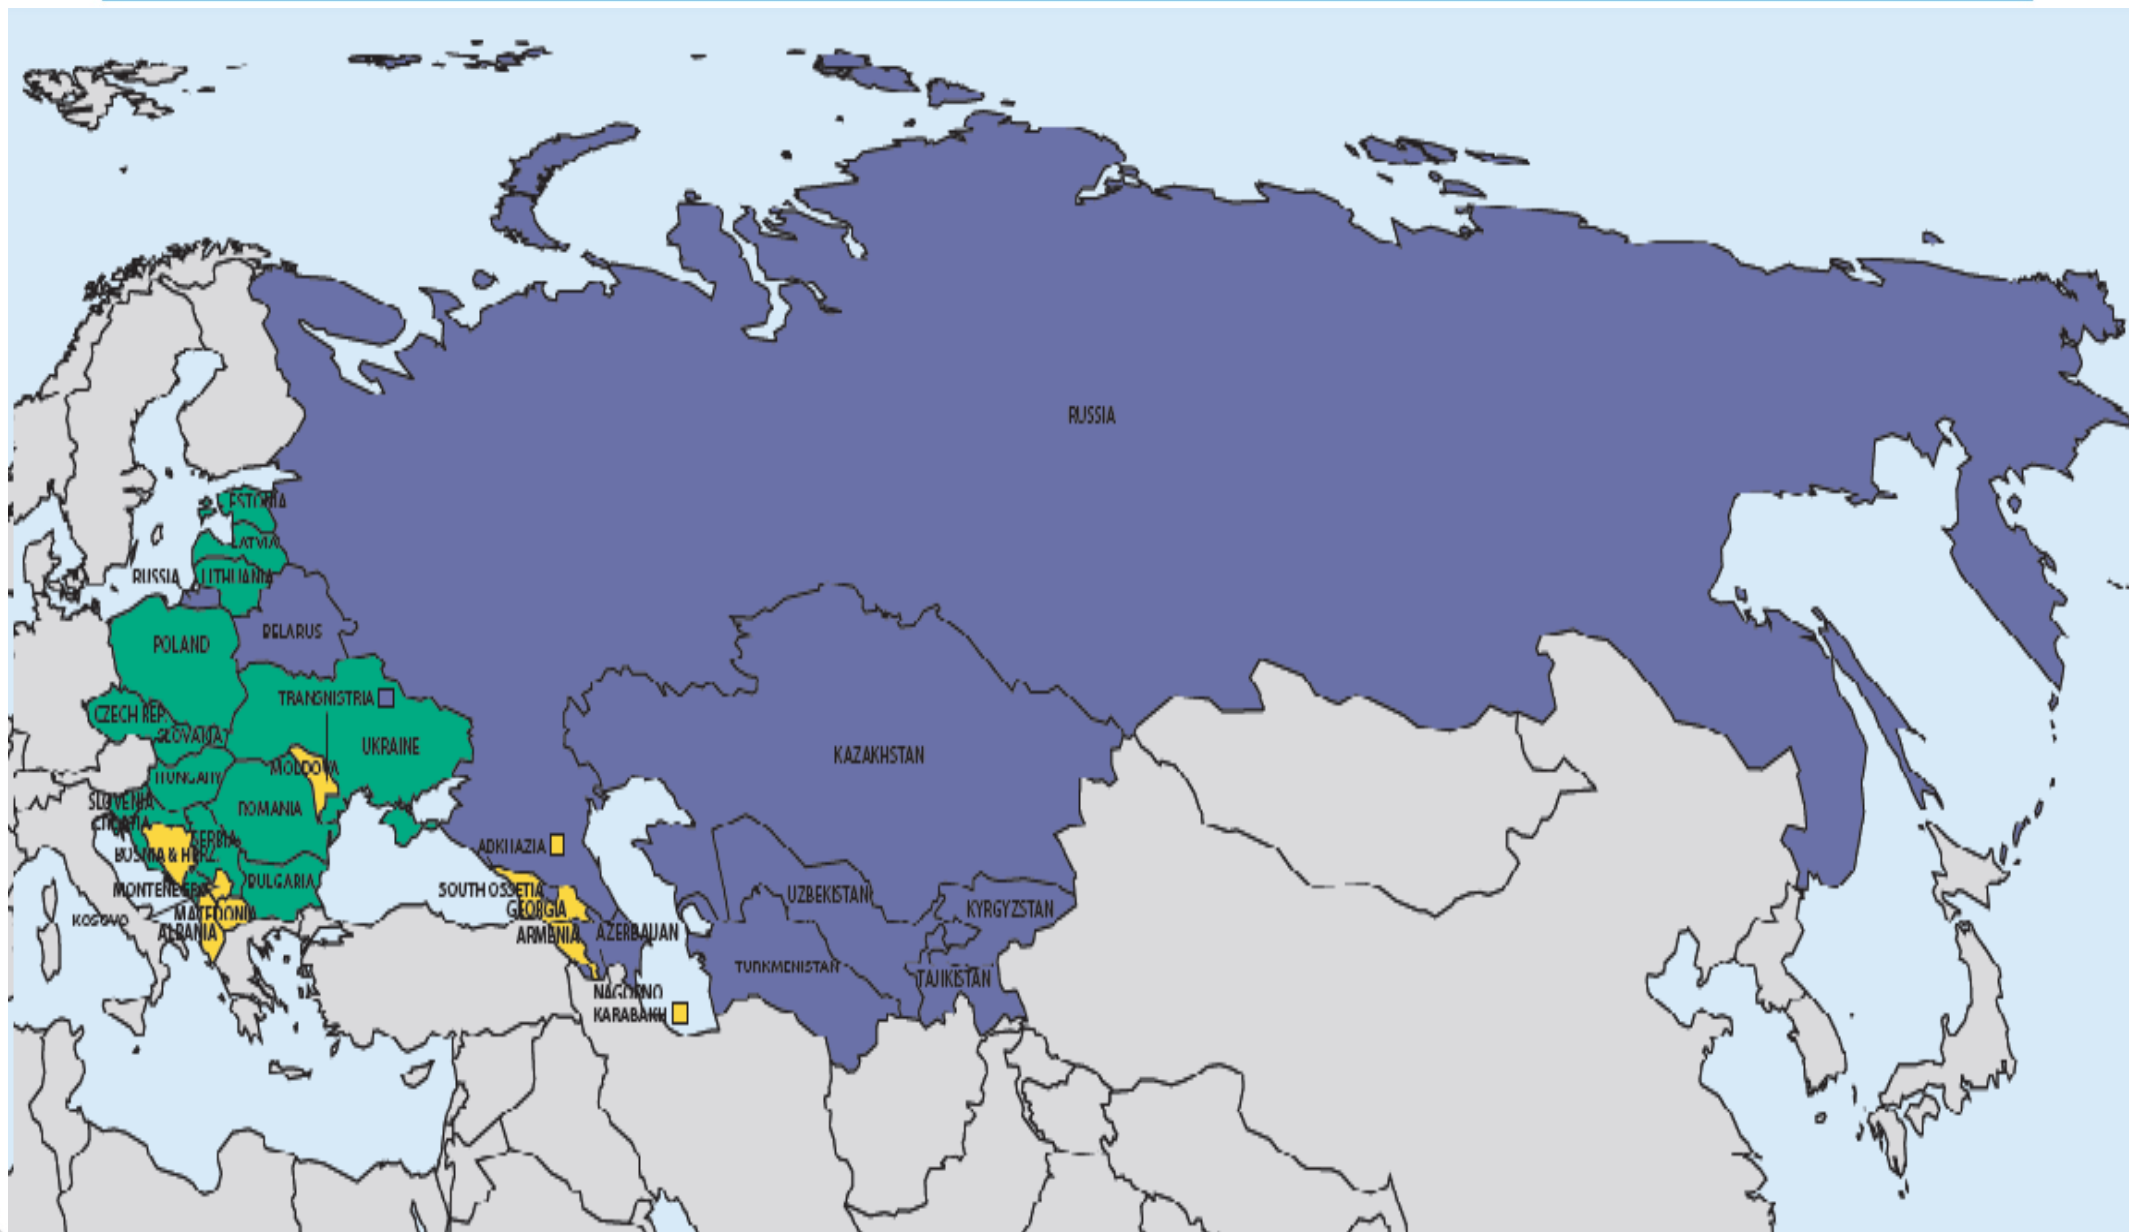 RUSSIA
ESTONIA
LATVIA
RUSSIA
LITHUANIA
BELARUS
POLAND
TRANSNISTRIA
CZECH REP.
SLOVAKIA
UKRAINE
KAZAKHSTAN
HUNGARY
MOLDOVA
SLOVENIA
ROMANIA
CROATIA
SERBIA
BOSNIA & HERZ.
ABKHAZIA
BULGARIA
MONTENEGRO
SOUTH OSSETIA
UZBEKISTAN
KYRGYZSTAN
GEORGIA
MACEDONIA
KOSOVO
ALBANIA
ARMENIA
AZERBAIJAN
TURKMENISTAN
TAJIKISTAN
NAGORNO
KARABAKH